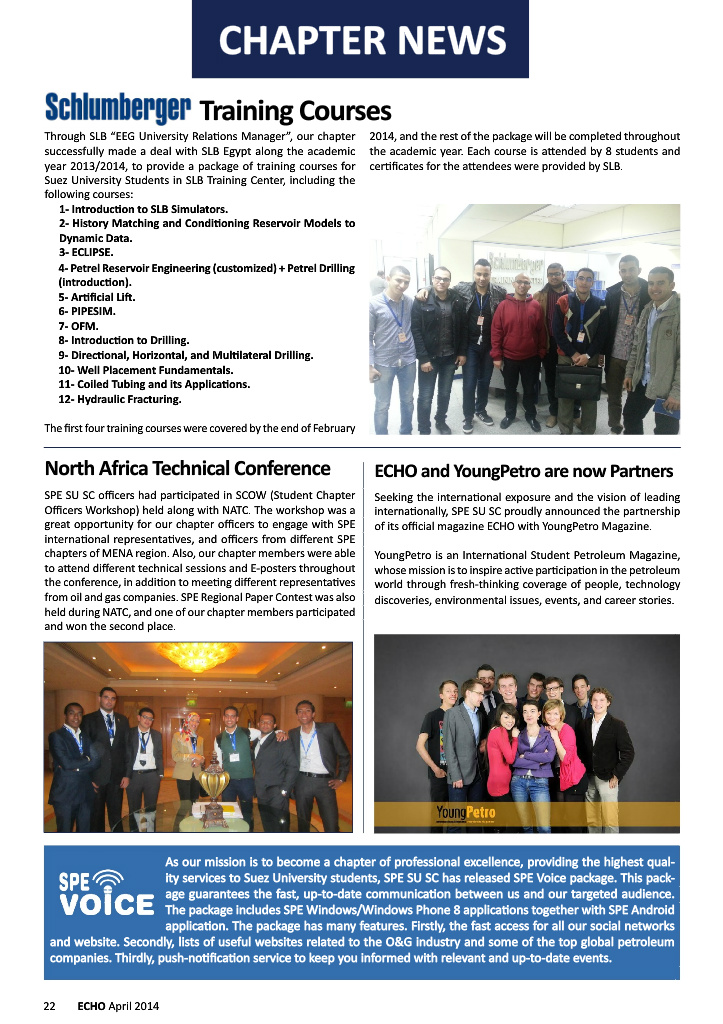 CHAPTER NEWS
Schlumberger Training Courses
Through SLB “EEG University Relations Manager”, our chapter
successfully made a deal with SLB Egypt along the academic
year 2013/2014, to provide a package of training courses for
Suez University Students in SLB Training Center, including the
following courses:
1- Introduction to SLB Simulators.
2- History Matching and Conditioning Reservoir Models to
Dynamic Data.
3- ECLIPSE.
4- Petrel Reservoir Engineering (customized) + Petrel Drilling
(introduction).
5- Artificial Lift.
6- PIPESIM.
7- OFM.
8- Introduction to Drilling.
9- Directional, Horizontal, and Multilateral Drilling.
10- Well Placement Fundamentals.
11- Coiled Tubing and its Applications.
12- Hydraulic Fracturing.
The first four training courses were covered by the end of February
2014, and the rest of the package will be completed throughout
the academic year. Each course is attended by 8 students and
certificates for the attendees were provided by SLB.
Schlumberger
North Africa Technical Conference
SPE SU SC officers had participated in SCOW (Student Chapter
Officers Workshop) held along with NATC. The workshop was a
great opportunity for our chapter officers to engage with SPE
international representatives, and officers from different SPE
chapters of MENA region. Also, our chapter members were able
to attend different technical sessions and E-posters throughout
the conference, in addition to meeting different representatives
from oil and gas companies. SPE Regional Paper Contest was also
held during NATC, and one of our chapter members participated
and won the second place.
ECHO and YoungPetro are now Partners
Seeking the international exposure and the vision of leading
internationally, SPE SU SC proudly announced the partnership
of its official magazine ECHO with YoungPetro Magazine.
YoungPetro is an International Student Petroleum Magazine,
whose mission is to inspire active participation in the petroleum
world through fresh-thinking coverage of people, technology
discoveries, environmental issues, events, and career stories.
YoungPetro
SPE
VOICE
As our mission is to become a chapter of professional excellence, providing the highest qual-
ity services to Suez University students, SPE SU SC has released SPE Voice package. This pack-
age guarantees the fast, up-to-date communication between us and our targeted audience.
The package includes SPE Windows/Windows Phone 8 applications together with SPE Android
application. The package has many features. Firstly, the fast access for all our social networks
and website. Secondly, lists of useful websites related to the O&G industry and some of the top global petroleum
companies. Thirdly, push-notification service to keep you informed with relevant and up-to-date events.
22 ECHO April 2014